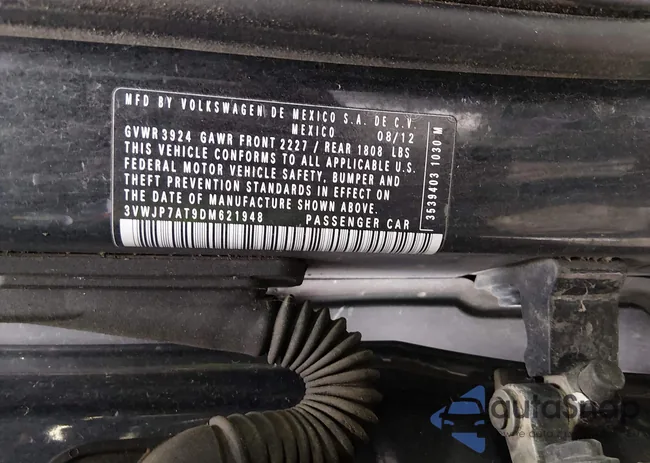 MFD BY VOLKSWAGEN DE MEXICO S.A. DE C.V.
MEXICO 08/12
GVWR 3924 GAWR FRONT 2227 / REAR 1808 LBS
THIS VEHICLE CONFORMS TO ALL APPLICABLE U.S.
FEDERAL MOTOR VEHICLE SAFETY, BUMPER AND
THEFT PREVENTION STANDARDS IN EFFECT ON
THE DATE OF MANUFACTURE SHOWN ABOVE.
3VWJP7AT9DM621948 PASSENGER CAR
3539403 1030 M
gutaSnap